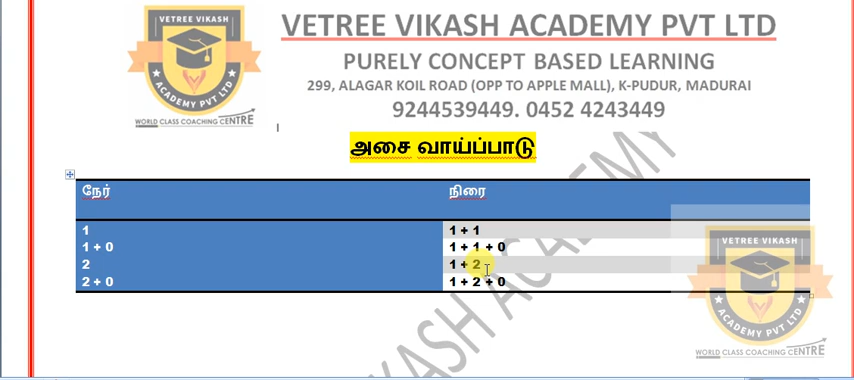 VETREE VIKASH
ACADEMY PVT LTD
WORLD CLASS COACHING CENTRE
VETREE VIKASH ACADEMY PVT LTD
PURELY CONCEPT BASED LEARNING
299, ALAGAR KOIL ROAD (OPP TO APPLE MALL), K-PUDUR, MADURAI
9244539449. 0452 4243449
அசை வாய்ப்பாடு
நேர் நிரை
1 1 + 1
1 + 0 1 + 1 + 0
2 1 + 2
2 + 0 1 + 2 + 0
KASH ACADEMY
VETREE VIKASH
ACADEMY PVT LTD
WORLD CLASS COACHING CENTRE